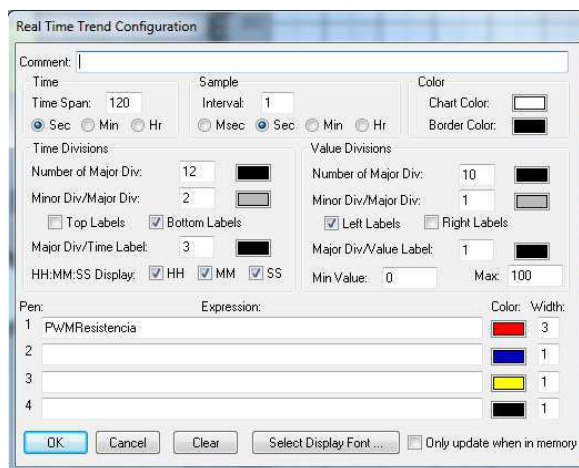 Real Time Trend Configuration
Comment:
Time
Time Span: 120
Sec Min Hr
Sample
Interval: 1
Msec Sec Min Hr
Color
Chart Color:
Border Color:
Time Divisions
Number of Major Div: 12
Minor Div/Major Div: 2
Top Labels Bottom Labels
Major Div/Time Label: 3
HH:MM:SS Display: HH MM SS
Value Divisions
Number of Major Div: 10
Minor Div/Major Div: 1
Left Labels Right Labels
Major Div/Value Label: 1
Min Value: 0 Max: 100
Pen: Expression: Color: Width:
1 PWMResistencia 3
2 1
3 1
4 1
OK Cancel Clear Select Display Font ... Only update when in memory